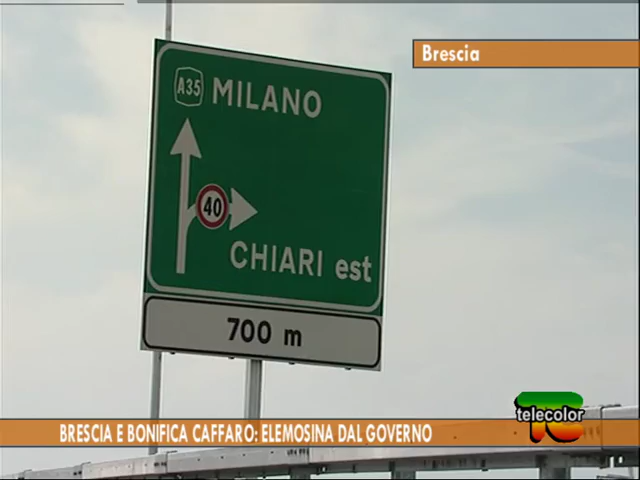 Brescia
A35 MILANO
40
CHIARI est
700 m
telecolor
BRESCIA E BONIFICA CAFFARO: ELEMOSINA DAL GOVERNO